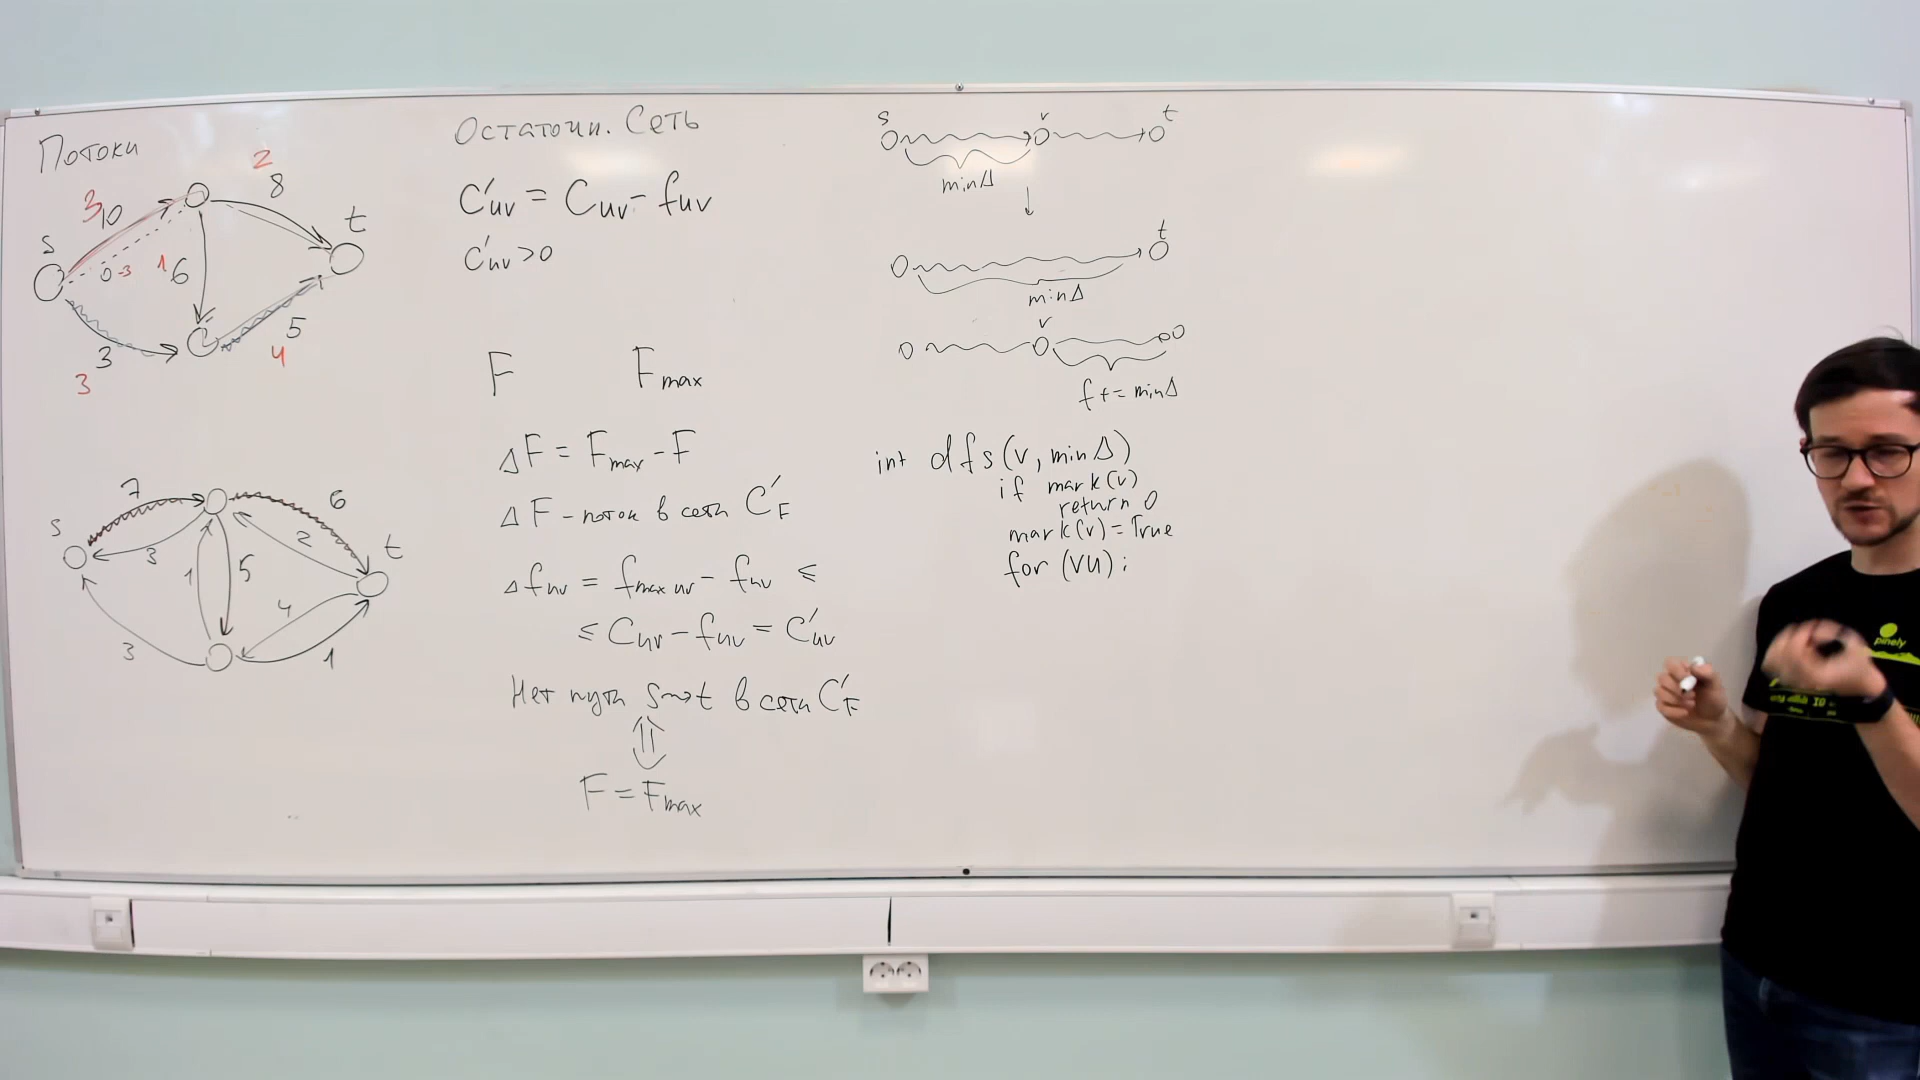 Потоки
2
8
3
10
s
t
0-3
1
6
3
3
5
4
7
6
s
3
1
5
2
t
4
3
1
Остаточн. Сеть
C'uv = Cuv - fuv
C'uv > 0
F Fmax
ΔF = Fmax - F
ΔF - поток в сети C'F
Δfuv = fmax uv - fuv ≤
≤ Cuv - fuv = C'uv
Нет пути s⇝t в сети C'F
⇕
F = Fmax
s v t
minΔ
↓
t
minΔ
v
f += minΔ
int dfs(v, minΔ)
if mark(v)
return 0
mark(v) = True
for (vu):
pinely